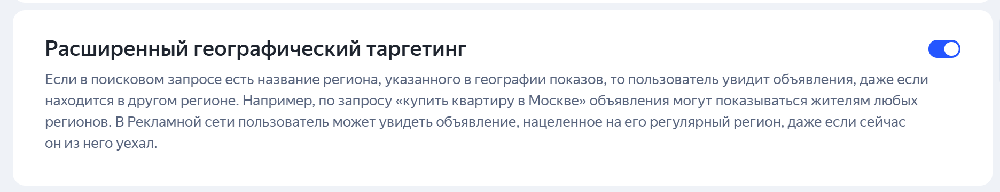 Расширенный географический таргетинг
Если в поисковом запросе есть название региона, указанного в географии показов, то пользователь увидит объявления, даже если
находится в другом регионе. Например, по запросу «купить квартиру в Москве» объявления могут показываться жителям любых
регионов. В Рекламной сети пользователь может увидеть объявление, нацеленное на его регулярный регион, даже если сейчас
он из него уехал.